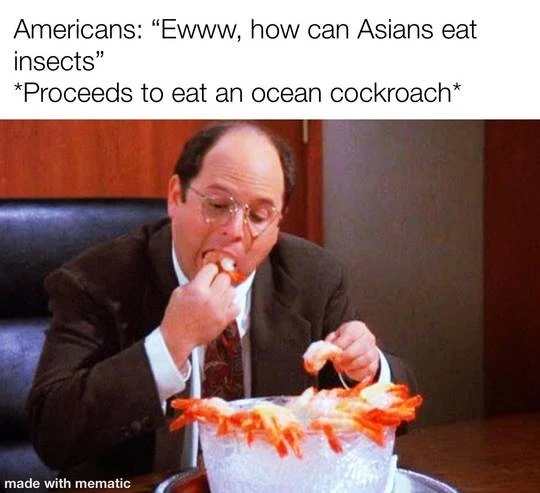 Americans: “Ewww, how can Asians eat
insects”
*Proceeds to eat an ocean cockroach*
made with mematic